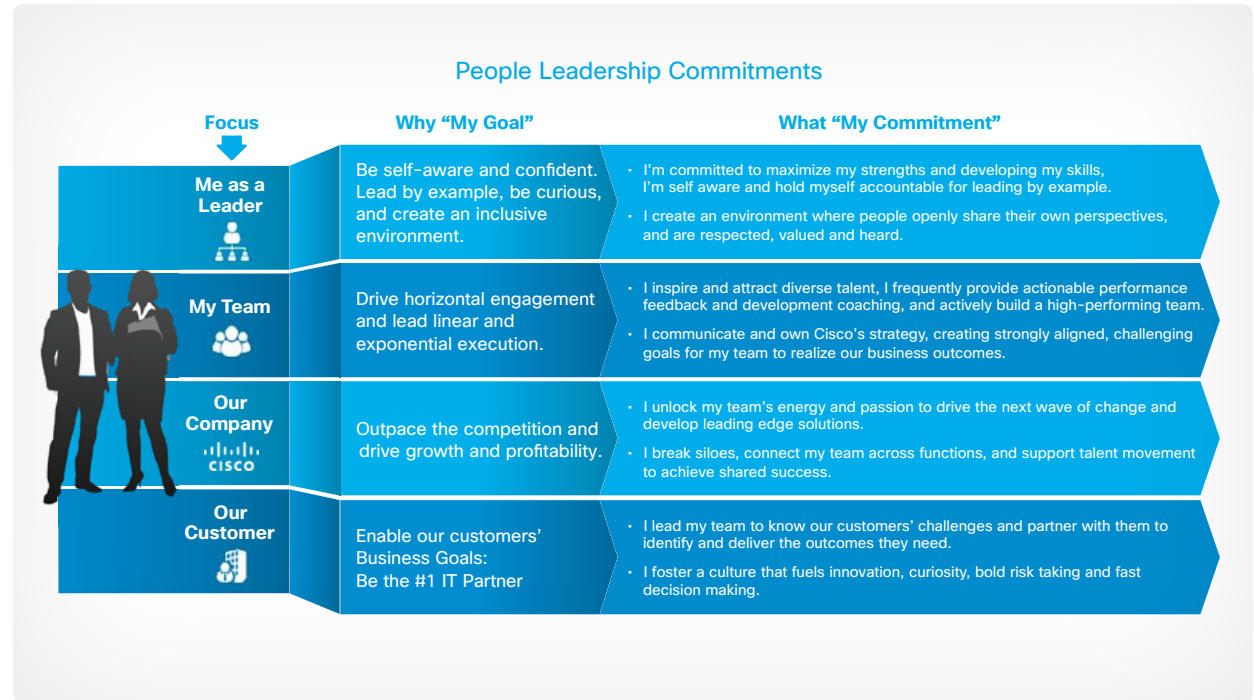 People Leadership Commitments
Focus
Why “My Goal”
What “My Commitment”
Me as a
Leader
Be self-aware and confident.
Lead by example, be curious,
and create an inclusive
environment.
· I’m committed to maximize my strengths and developing my skills,
I’m self aware and hold myself accountable for leading by example.
· I create an environment where people openly share their own perspectives,
and are respected, valued and heard.
My Team
Drive horizontal engagement
and lead linear and
exponential execution.
· I inspire and attract diverse talent, I frequently provide actionable performance
feedback and development coaching, and actively build a high-performing team.
· I communicate and own Cisco’s strategy, creating strongly aligned, challenging
goals for my team to realize our business outcomes.
Our
Company
CISCO
Outpace the competition and
drive growth and profitability.
· I unlock my team’s energy and passion to drive the next wave of change and
develop leading edge solutions.
· I break siloes, connect my team across functions, and support talent movement
to achieve shared success.
Our
Customer
Enable our customers’
Business Goals:
Be the #1 IT Partner
· I lead my team to know our customers’ challenges and partner with them to
identify and deliver the outcomes they need.
· I foster a culture that fuels innovation, curiosity, bold risk taking and fast
decision making.